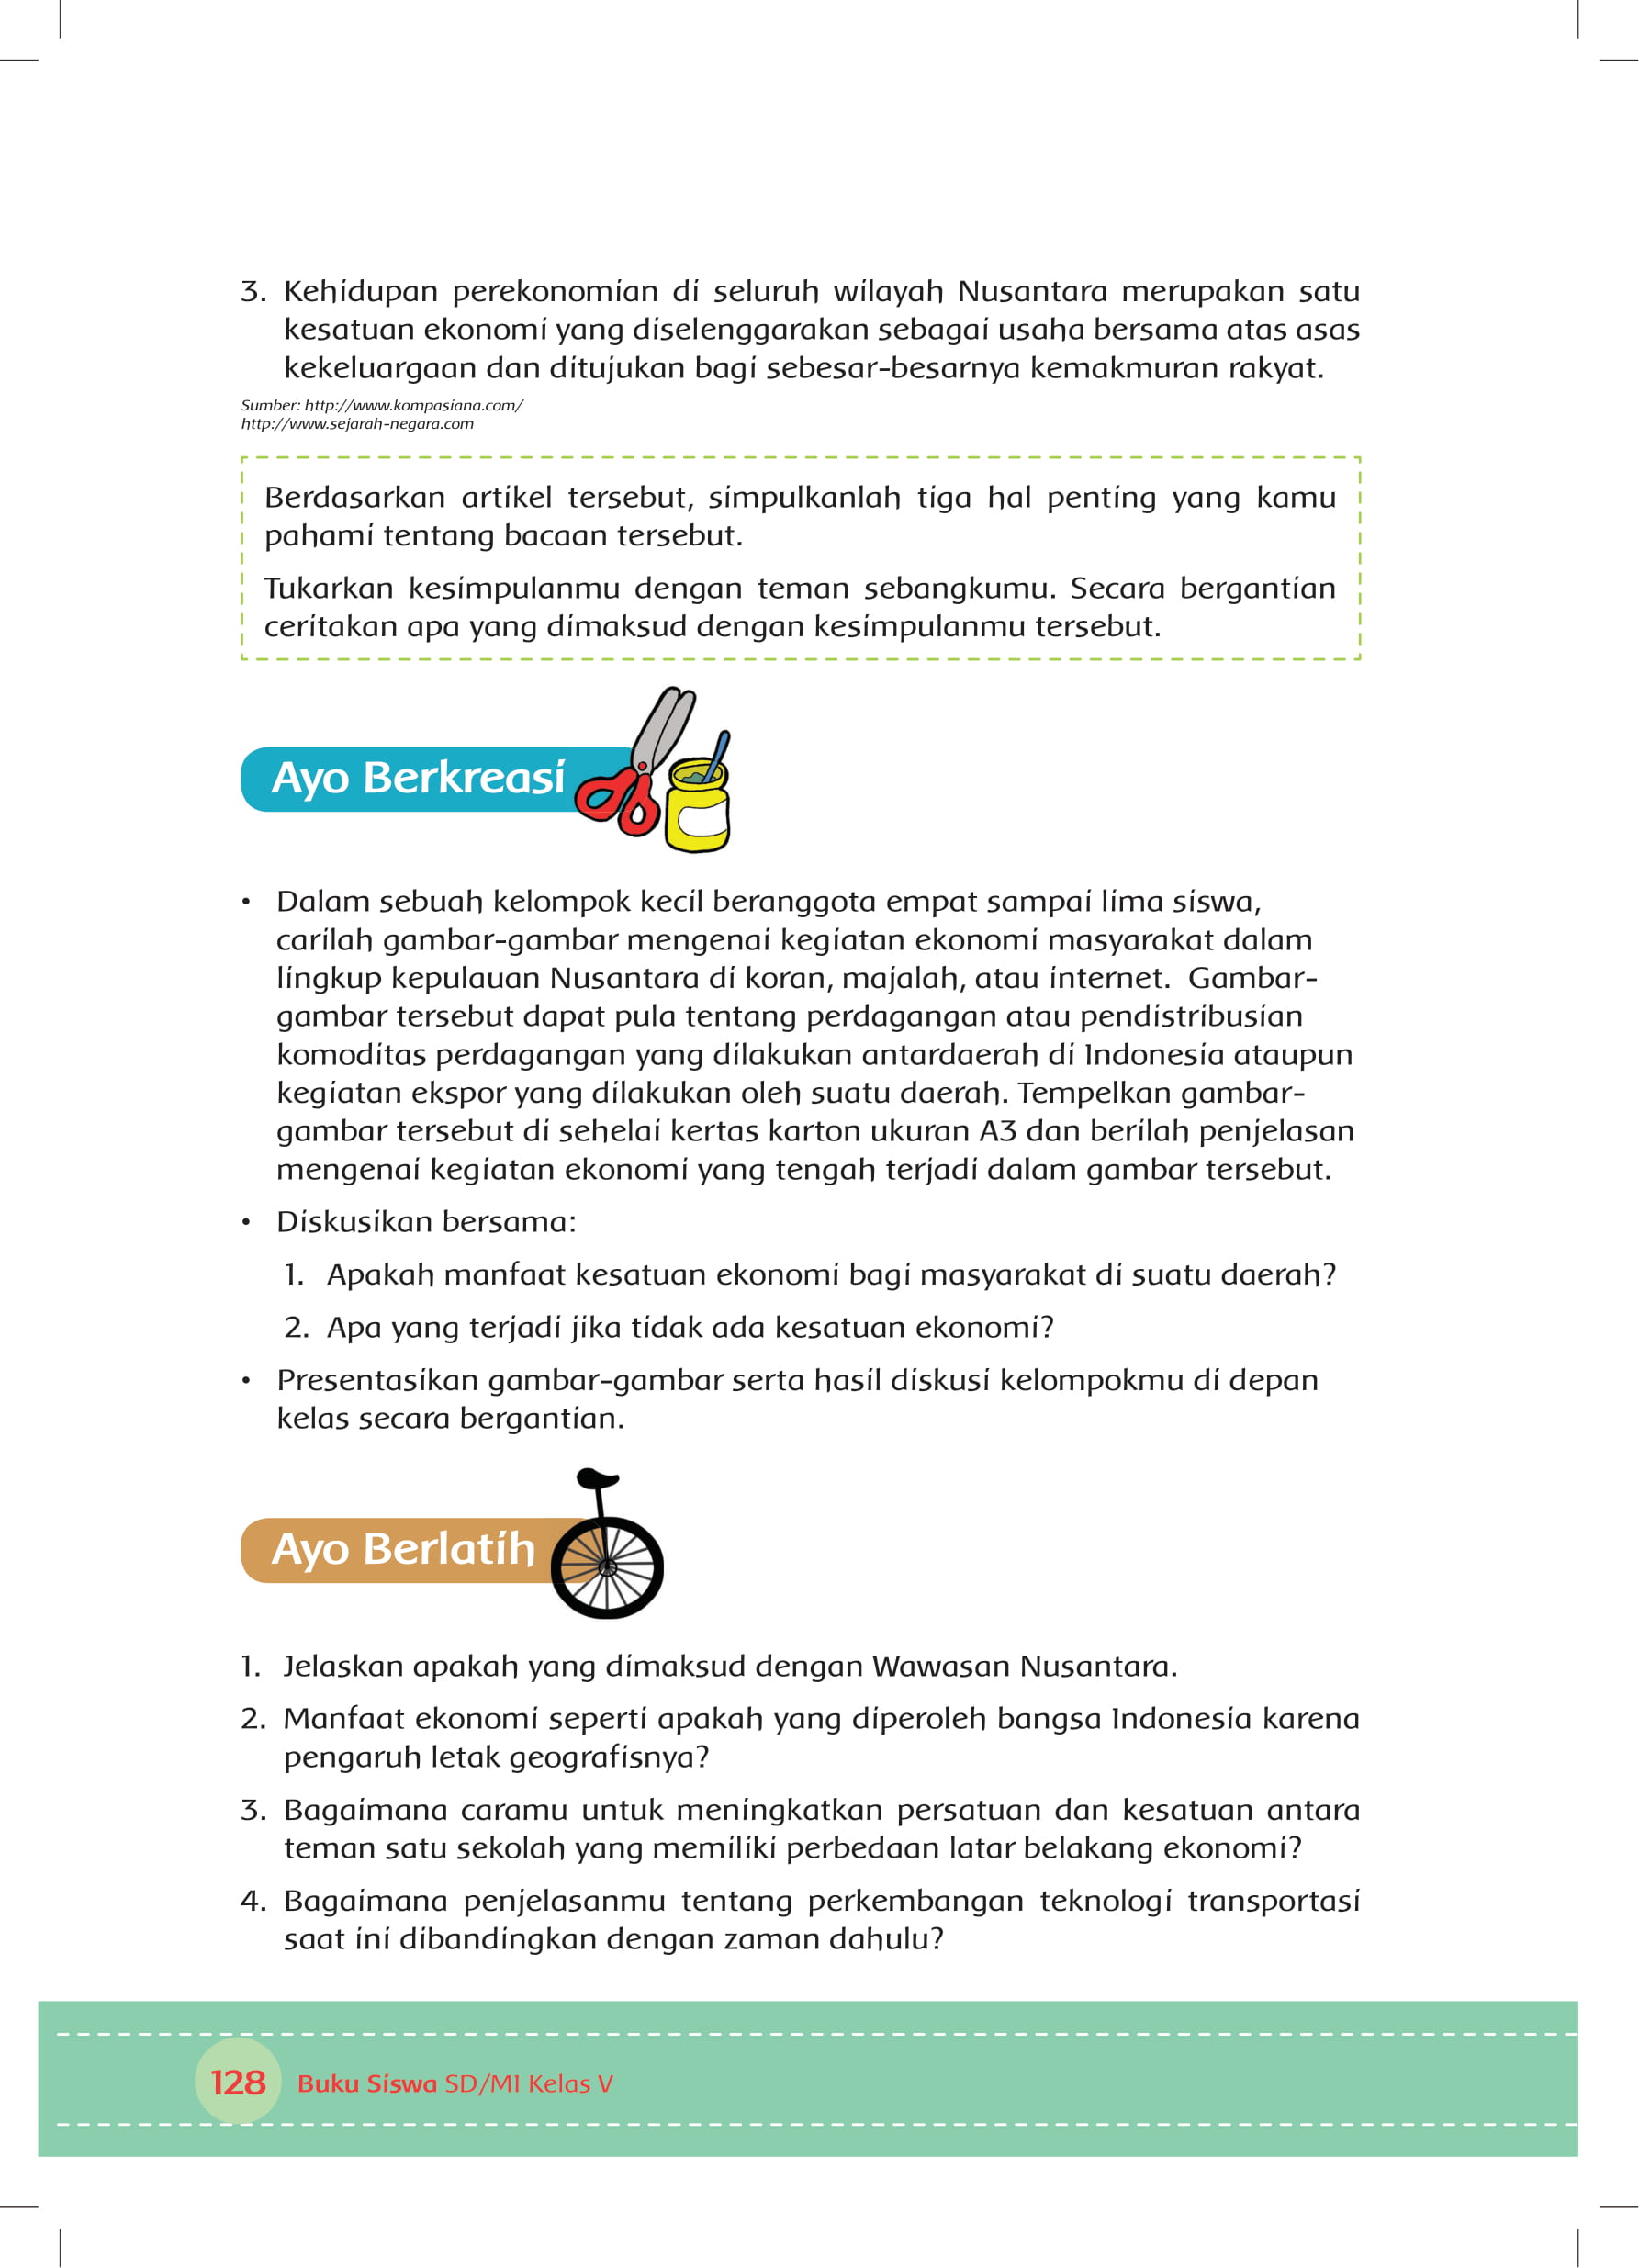 3. Kehidupan perekonomian di seluruh wilayah Nusantara merupakan satu
kesatuan ekonomi yang diselenggarakan sebagai usaha bersama atas asas
kekeluargaan dan ditujukan bagi sebesar-besarnya kemakmuran rakyat.
Sumber: http://www.kompasiana.com/
http://www.sejarah-negara.com
Berdasarkan artikel tersebut, simpulkanlah tiga hal penting yang kamu
pahami tentang bacaan tersebut.
Tukarkan kesimpulanmu dengan teman sebangkumu. Secara bergantian
ceritakan apa yang dimaksud dengan kesimpulanmu tersebut.
Ayo Berkreasi
• Dalam sebuah kelompok kecil beranggota empat sampai lima siswa,
carilah gambar-gambar mengenai kegiatan ekonomi masyarakat dalam
lingkup kepulauan Nusantara di koran, majalah, atau internet. Gambar-
gambar tersebut dapat pula tentang perdagangan atau pendistribusian
komoditas perdagangan yang dilakukan antardaerah di Indonesia ataupun
kegiatan ekspor yang dilakukan oleh suatu daerah. Tempelkan gambar-
gambar tersebut di sehelai kertas karton ukuran A3 dan berilah penjelasan
mengenai kegiatan ekonomi yang tengah terjadi dalam gambar tersebut.
• Diskusikan bersama:
1. Apakah manfaat kesatuan ekonomi bagi masyarakat di suatu daerah?
2. Apa yang terjadi jika tidak ada kesatuan ekonomi?
• Presentasikan gambar-gambar serta hasil diskusi kelompokmu di depan
kelas secara bergantian.
Ayo Berlatih
1. Jelaskan apakah yang dimaksud dengan Wawasan Nusantara.
2. Manfaat ekonomi seperti apakah yang diperoleh bangsa Indonesia karena
pengaruh letak geografisnya?
3. Bagaimana caramu untuk meningkatkan persatuan dan kesatuan antara
teman satu sekolah yang memiliki perbedaan latar belakang ekonomi?
4. Bagaimana penjelasanmu tentang perkembangan teknologi transportasi
saat ini dibandingkan dengan zaman dahulu?
128 Buku Siswa SD/MI Kelas V